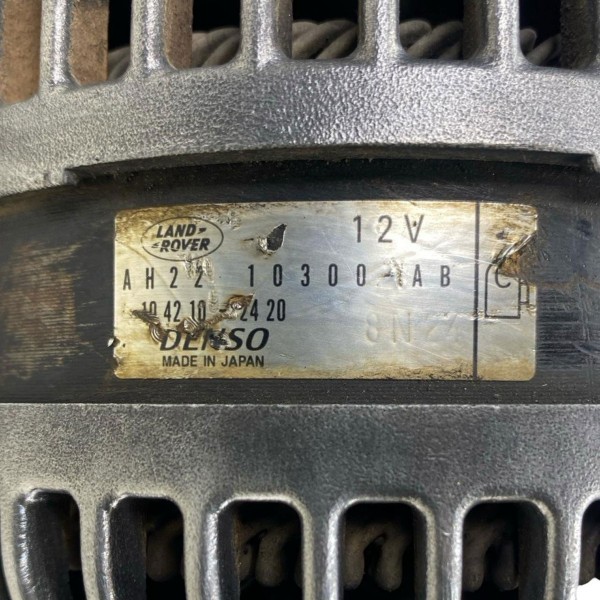 LAND-
ROVER
12V
AH22 10300-AB
C
104210-2420
8N
DENSO
MADE IN JAPAN